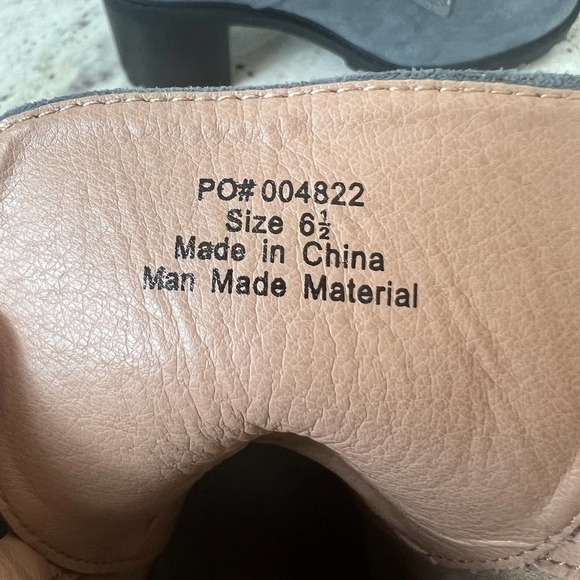 PO# 004822
Size 6½
Made in China
Man Made Material